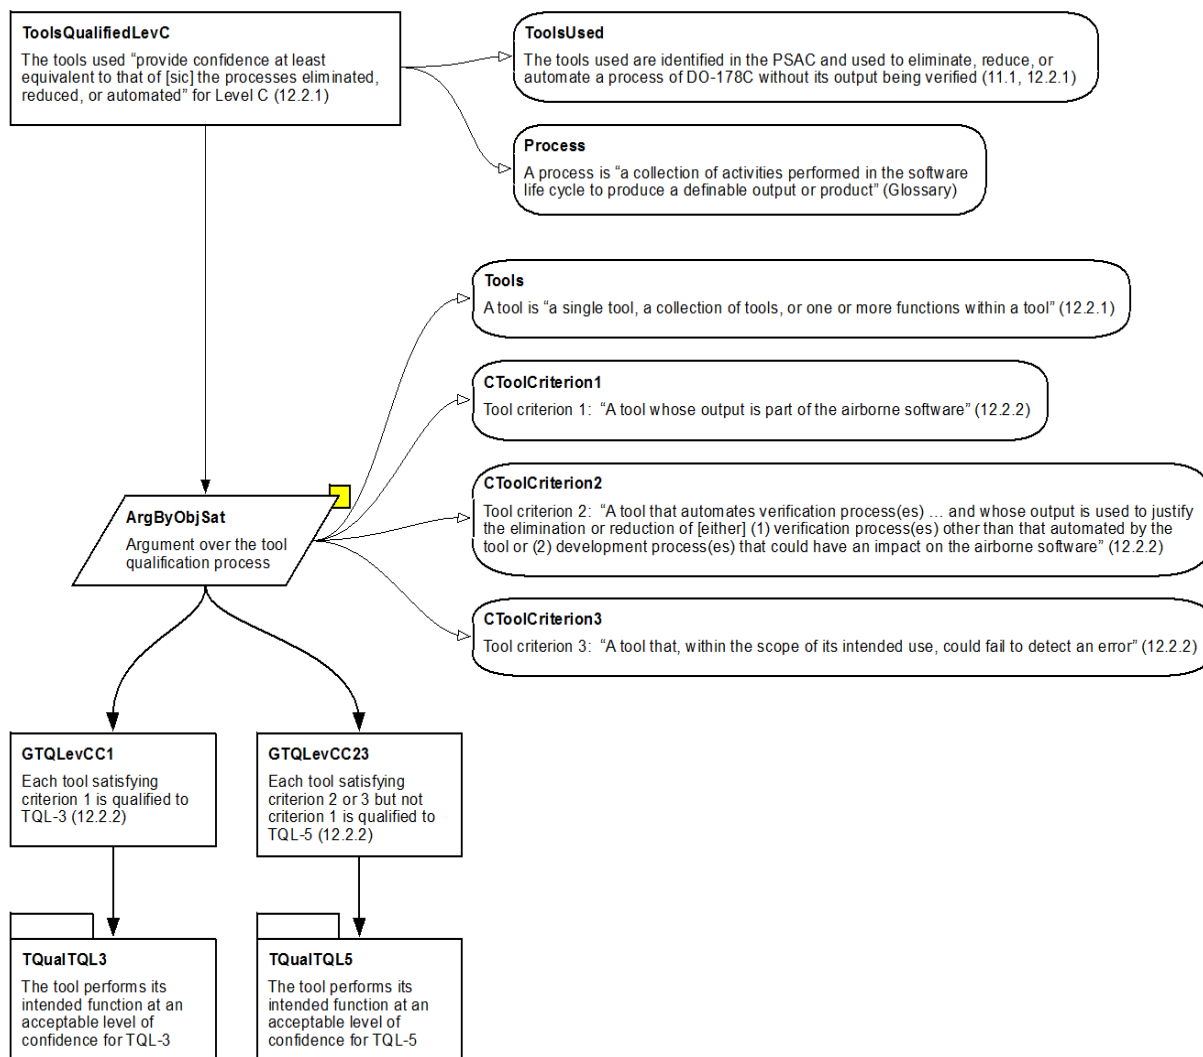 ToolsQualifiedLevC
The tools used “provide confidence at least
equivalent to that of [sic] the processes eliminated,
reduced, or automated” for Level C (12.2.1)
ToolsUsed
The tools used are identified in the PSAC and used to eliminate, reduce, or
automate a process of DO-178C without its output being verified (11.1, 12.2.1)
Process
A process is “a collection of activities performed in the software
life cycle to produce a definable output or product” (Glossary)
Tools
A tool is “a single tool, a collection of tools, or one or more functions within a tool” (12.2.1)
CToolCriterion1
Tool criterion 1: “A tool whose output is part of the airborne software” (12.2.2)
CToolCriterion2
Tool criterion 2: “A tool that automates verification process(es) … and whose output is used to justify
the elimination or reduction of [either] (1) verification process(es) other than that automated by the
tool or (2) development process(es) that could have an impact on the airborne software” (12.2.2)
CToolCriterion3
Tool criterion 3: “A tool that, within the scope of its intended use, could fail to detect an error” (12.2.2)
ArgByObjSat
Argument over the tool
qualification process
GTQLevCC1
Each tool satisfying
criterion 1 is qualified to
TQL-3 (12.2.2)
GTQLevCC23
Each tool satisfying
criterion 2 or 3 but not
criterion 1 is qualified to
TQL-5 (12.2.2)
TQualTQL3
The tool performs its
intended function at an
acceptable level of
confidence for TQL-3
TQualTQL5
The tool performs its
intended function at an
acceptable level of
confidence for TQL-5